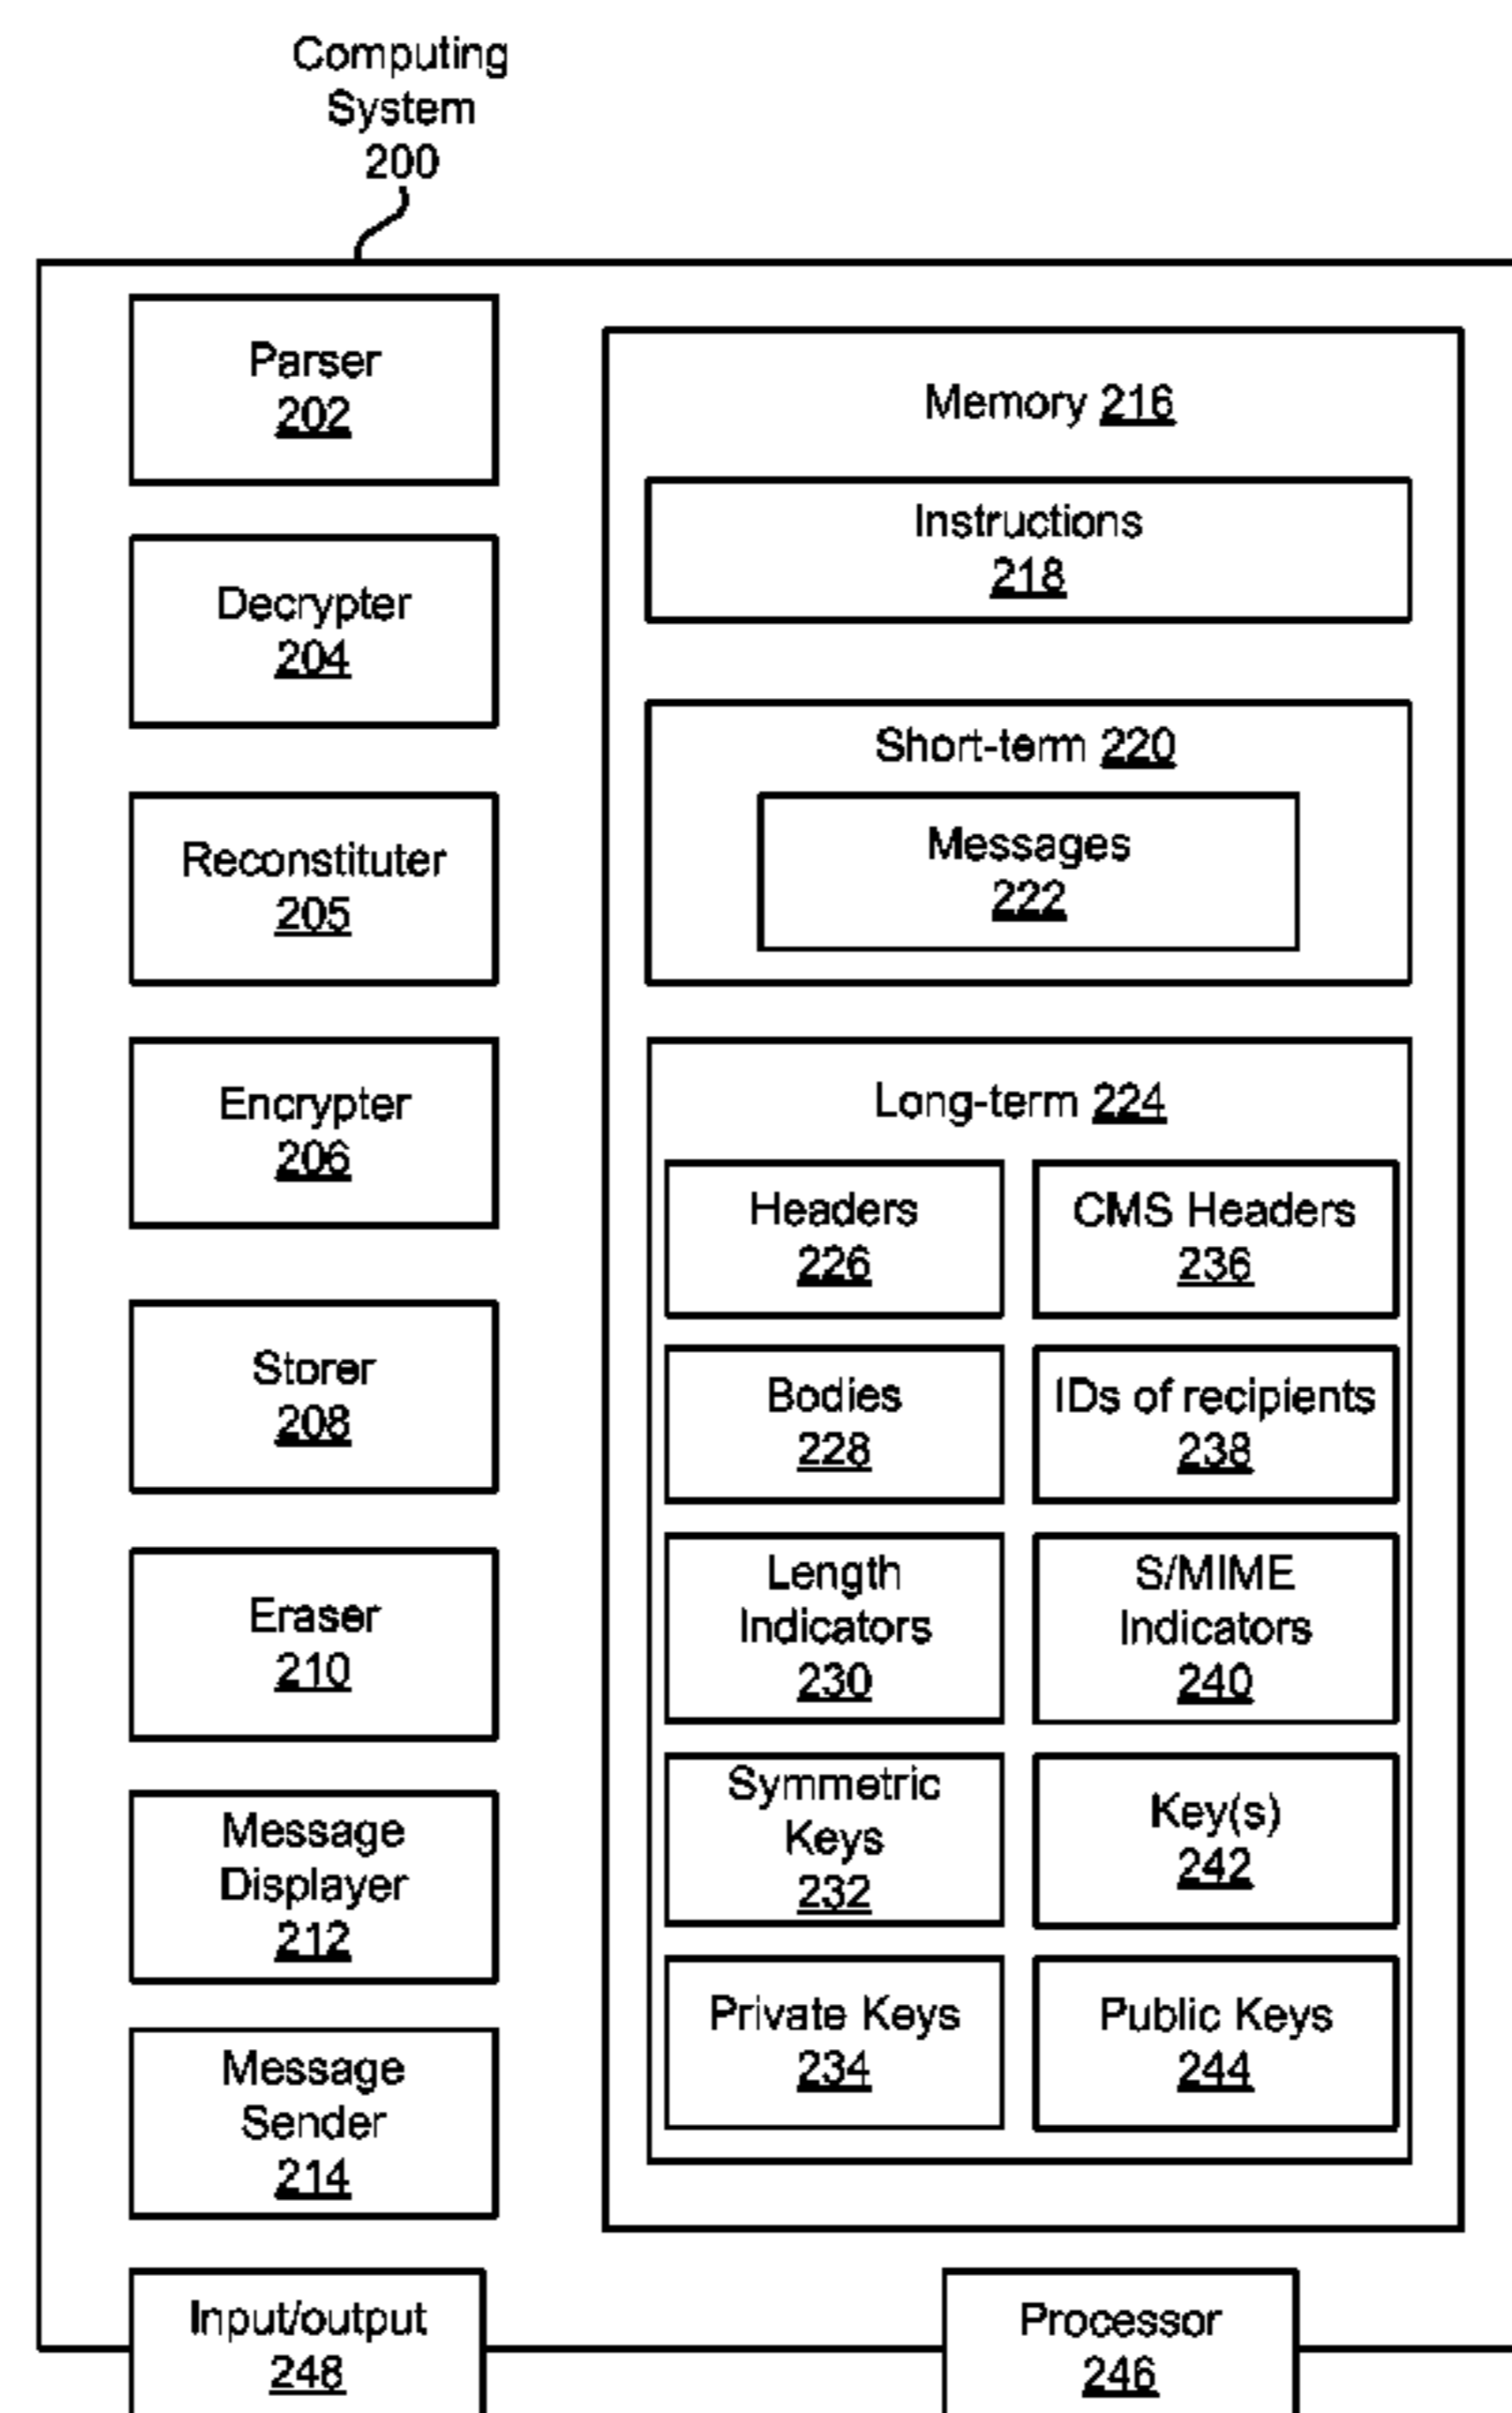 Computing
System
200
Parser
202
Decrypter
204
Reconstituter
205
Encrypter
206
Storer
208
Eraser
210
Message
Displayer
212
Message
Sender
214
Input/output
248
Memory 216
Instructions
218
Short-term 220
Messages
222
Long-term 224
Headers
226
CMS Headers
236
Bodies
228
IDs of recipients
238
Length
Indicators
230
S/MIME
Indicators
240
Symmetric
Keys
232
Key(s)
242
Private Keys
234
Public Keys
244
Processor
246